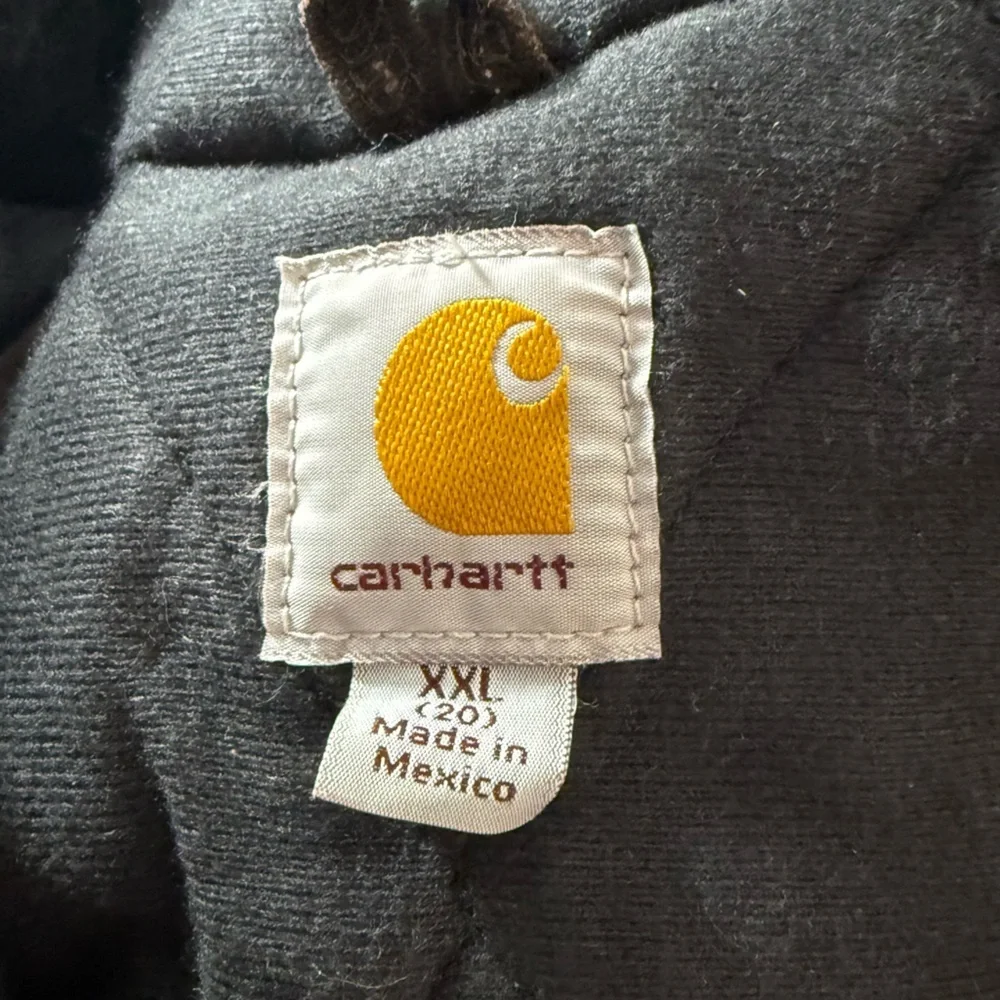 carhartt
XXL
(20)
Made in
Mexico